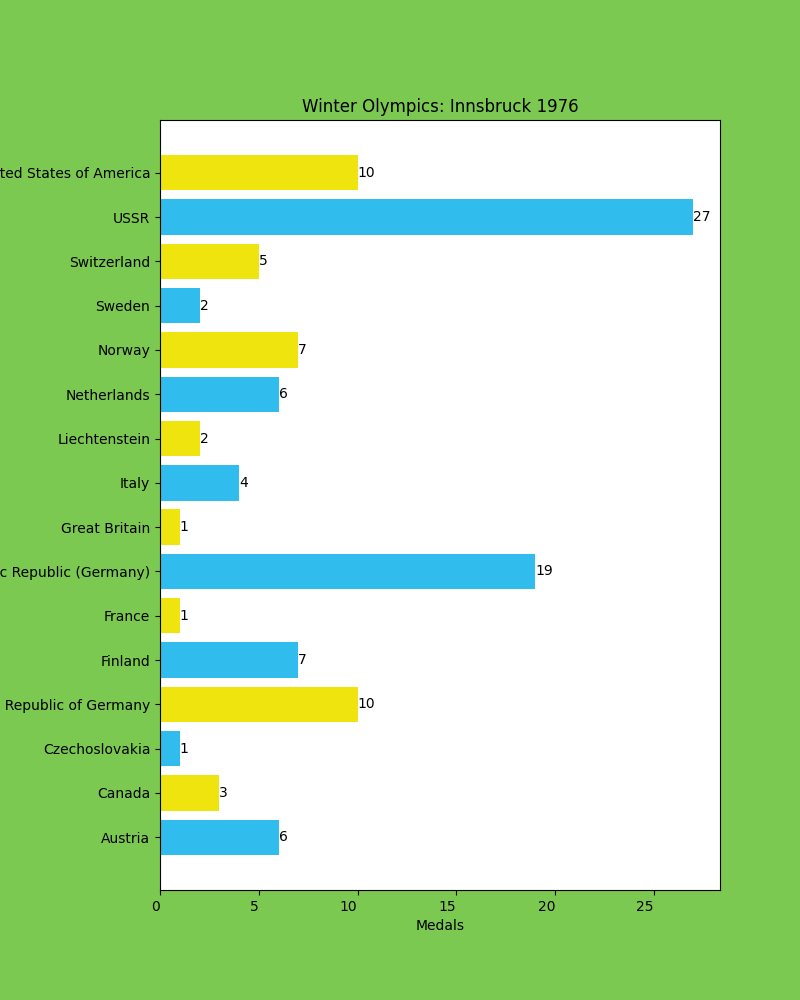 Winter Olympics: Innsbruck 1976
States of America 10
USSR 27
Switzerland 5
Sweden 2
Norway 7
Netherlands 6
Liechtenstein 2
Italy 4
Great Britain 1
Republic (Germany) 19
France 1
Finland 7
Republic of Germany 10
Czechoslovakia 1
Canada 3
Austria 6
0 5 10 15 20 25
Medals